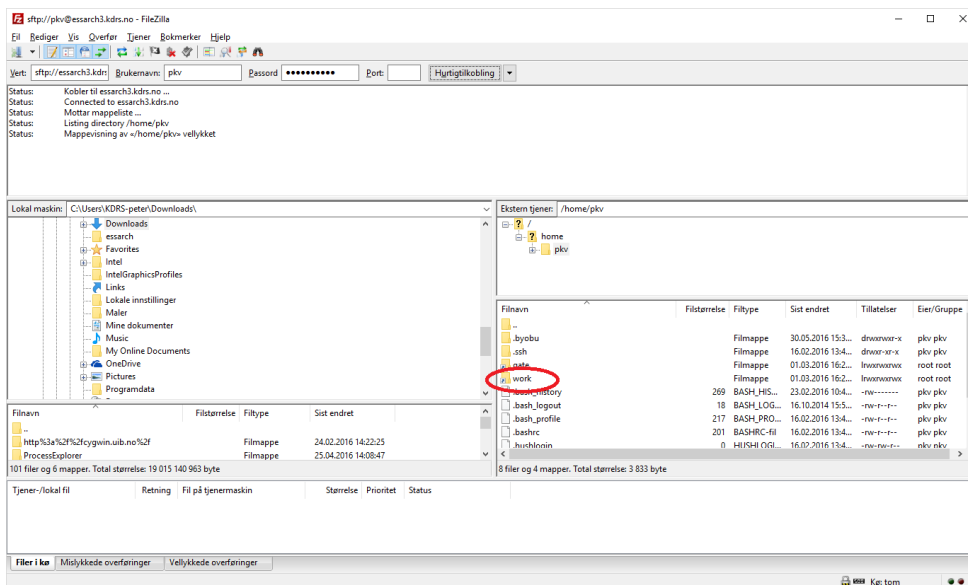 sftp://pkv@essarch3.kdrs.no - FileZilla
Fil Rediger Vis Overfør Tjener Bokmerker Hjelp
Vert: sftp://essarch3.kdrs Brukernavn: pkv Passord ●●●●●●●●●● Port: Hurtigtilkobling
Status: Kobler til essarch3.kdrs.no ...
Status: Connected to essarch3.kdrs.no
Status: Mottar mappeliste ...
Status: Listing directory /home/pkv
Status: Mappevisning av «/home/pkv» vellykket
Lokal maskin: C:\Users\KDRS-peter\Downloads\
Downloads
essarch
Favorites
Intel
IntelGraphicsProfiles
Links
Lokale innstillinger
Maler
Mine dokumenter
Music
My Online Documents
OneDrive
Pictures
Programdata
Filnavn Filstørrelse Filtype Sist endret
..
http%3a%2f%2fcygwin.uib.no%2f Filmappe 24.02.2016 14:22:25
ProcessExplorer Filmappe 25.04.2016 14:08:47
101 filer og 6 mapper. Total størrelse: 19 015 140 963 byte
Ekstern tjener: /home/pkv
/
home
pkv
Filnavn Filstørrelse Filtype Sist endret Tillatelser Eier/Gruppe
..
.byobu Filmappe 30.05.2016 15:3... drwxrwxr-x pkv pkv
.ssh Filmappe 16.02.2016 13:4... drwxr-xr-x pkv pkv
gate Filmappe 01.03.2016 16:2... lrwxrwxrwx root root
work Filmappe 01.03.2016 16:2... lrwxrwxrwx root root
.bash_history 269 BASH_HIS... 23.02.2016 10:4... -rw------- pkv pkv
.bash_logout 18 BASH_LOG... 16.10.2014 15:5... -rw-r--r-- pkv pkv
.bash_profile 217 BASH_PRO... 16.02.2016 13:4... -rw-r--r-- pkv pkv
.bashrc 201 BASHRC-fil 16.02.2016 13:4... -rw-r--r-- pkv pkv
.hushlogin 0 HUSHLOGI... 16.02.2016 13:4... -rw-rw-r-- pkv pkv
8 filer og 4 mapper. Total størrelse: 3 833 byte
Tjener-/lokal fil Retning Fil på tjenermaskin Størrelse Prioritet Status
Filer i kø Mislykkede overføringer Vellykkede overføringer
Kø: tom